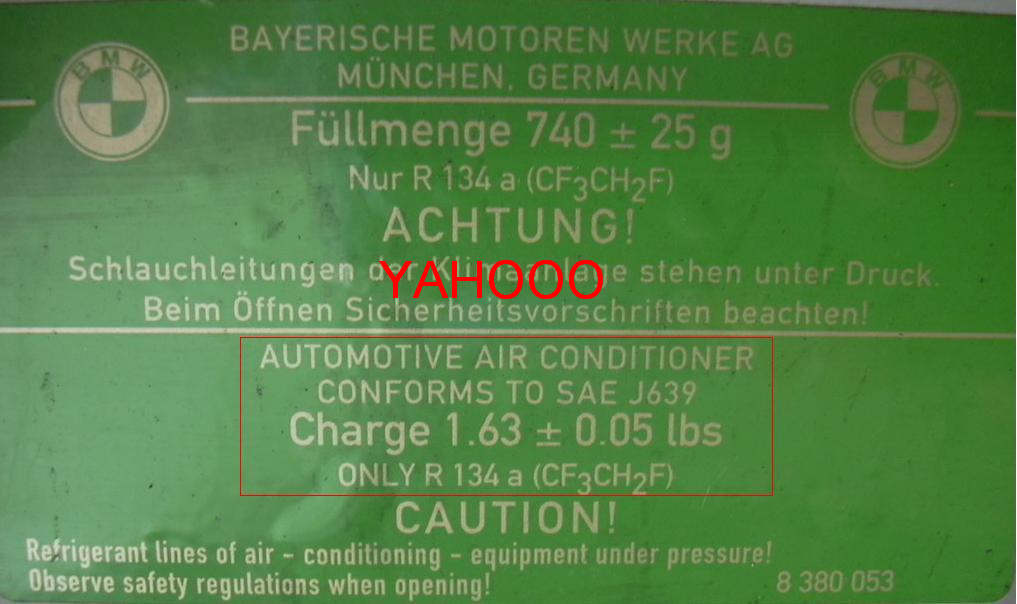 BMW
BMW
BAYERISCHE MOTOREN WERKE AG
MÜNCHEN, GERMANY
Füllmenge 740 ± 25 g
Nur R 134 a (CF3CH2F)
ACHTUNG!
Schlauchleitungen der Klimaanlage stehen unter Druck.
YAHOOO
Beim Öffnen Sicherheitsvorschriften beachten!
AUTOMOTIVE AIR CONDITIONER
CONFORMS TO SAE J639
Charge 1.63 ± 0.05 lbs
ONLY R 134 a (CF3CH2F)
CAUTION!
Refrigerant lines of air - conditioning - equipment under pressure!
Observe safety regulations when opening!
8 380 053